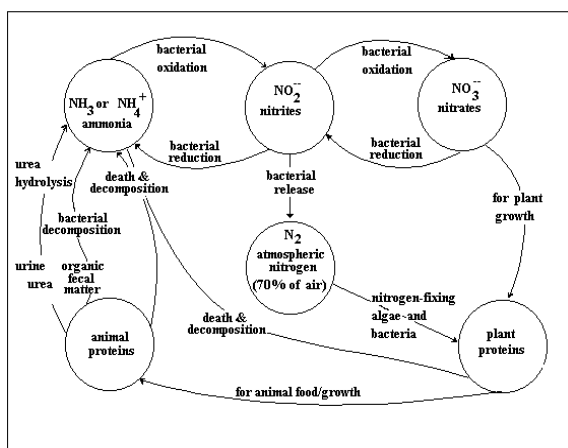 bacterial
oxidation
bacterial
oxidation
NH3 or NH4+
ammonia
NO2--
nitrites
NO3--
nitrates
bacterial
reduction
bacterial
reduction
urea
hydrolysis
death &
decomposition
bacterial
release
for plant
growth
bacterial
decomposition
N2
atmospheric
nitrogen
(70% of air)
urine
urea
organic
fecal
matter
nitrogen-fixing
algae and
bacteria
death &
decomposition
animal
proteins
plant
proteins
for animal food/growth